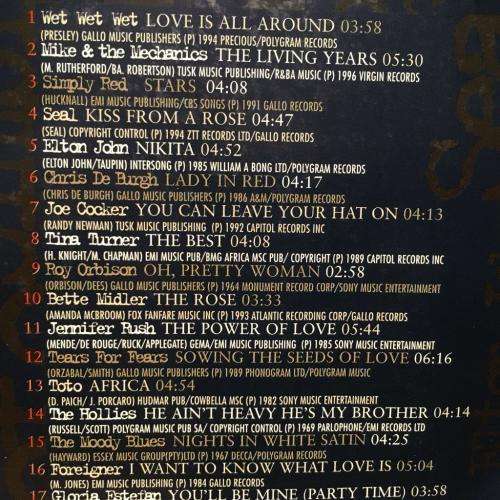 1 Wet Wet Wet LOVE IS ALL AROUND 03:58
(PRESLEY) GALLO MUSIC PUBLISHERS (P) 1994 PRECIOUS/POLYGRAM RECORDS
2 Mike & the Mechanics THE LIVING YEARS 05:30
(M. RUTHERFORD/BA. ROBERTSON) TUSK MUSIC PUBLISHING/R&BA MUSIC (P) 1996 VIRGIN RECORDS
3 Simply Red STARS 04:08
(HUCKNALL) EMI MUSIC PUBLISHING/CBS SONGS (P) 1991 GALLO RECORDS
4 Seal KISS FROM A ROSE 04:47
(SEAL) COPYRIGHT CONTROL (P) 1994 ZTT RECORDS LTD/GALLO RECORDS
5 Elton John NIKITA 04:52
(ELTON JOHN/TAUPIN) INTERSONG (P) 1985 WILLIAM A BONG LTD/POLYGRAM RECORDS
6 Chris De Burgh LADY IN RED 04:17
(CHRIS DE BURGH) GALLO MUSIC PUBLISHERS (P) 1986 A&M/POLYGRAM RECORDS
7 Joe Cocker YOU CAN LEAVE YOUR HAT ON 04:13
(RANDY NEWMAN) TUSK MUSIC PUBLISHING (P) 1992 CAPITOL RECORDS INC
8 Tina Turner THE BEST 04:08
(H. KNIGHT/M. CHAPMAN) EMI MUSIC PUB/BMG AFRICA MSC PUB/ COPYRIGHT (P) 1989 CAPITOL RECORDS INC
9 Roy Orbison OH, PRETTY WOMAN 02:58
(ORBISON/DEES) GALLO MUSIC PUBLISHERS (P) 1964 MONUMENT RECORD CORP/SONY MUSIC ENTERTAINMENT
10 Bette Midler THE ROSE 03:33
(AMANDA MCBROOM) FOX FANFARE MUSIC INC (P) 1993 ATLANTIC RECORDING CORP/GALLO RECORDS
11 Jennifer Rush THE POWER OF LOVE 05:44
(MENDE/DE ROUGE/RUCK/APPLEGATE) GEMA/EMI MUSIC PUBLISHING (P) 1985 SONY MUSIC ENTERTAINMENT
12 Tears For Fears SOWING THE SEEDS OF LOVE 06:16
(ORZABAL/SMITH) GALLO MUSIC PUBLISHERS (P) 1989 PHONOGRAM LTD/POLYGRAM MUSIC
13 Toto AFRICA 04:54
(D. PAICH/ J. PORCARO) HUDMAR PUB/COWBELLA MSC (P) 1982 SONY MUSIC ENTERTAINMENT
14 The Hollies HE AIN'T HEAVY HE'S MY BROTHER 04:14
(RUSSELL/SCOTT) POLYGRAM MUSIC PUB SA/ COPYRIGHT CONTROL (P) 1969 PARLOPHONE/EMI RECORDS LTD
15 The Moody Blues NIGHTS IN WHITE SATIN 04:25
(HAYWARD) ESSEX MUSIC GROUP(PTY)LTD (P) 1967 DECCA/POLYGRAM RECORDS
16 Foreigner I WANT TO KNOW WHAT LOVE IS 05:04
(M. JONES) EMI MUSIC PUBLISHING (P) 1984 GALLO RECORDS
17 Gloria Estefan YOU'LL BE MINE (PARTY TIME) 03:58